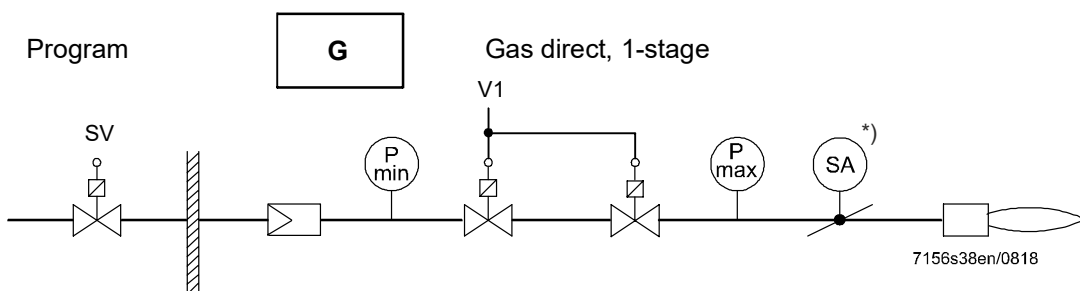 Program
G
Gas direct, 1-stage
V1
SV
P
min
P
max
SA
*)
7156s38en/0818